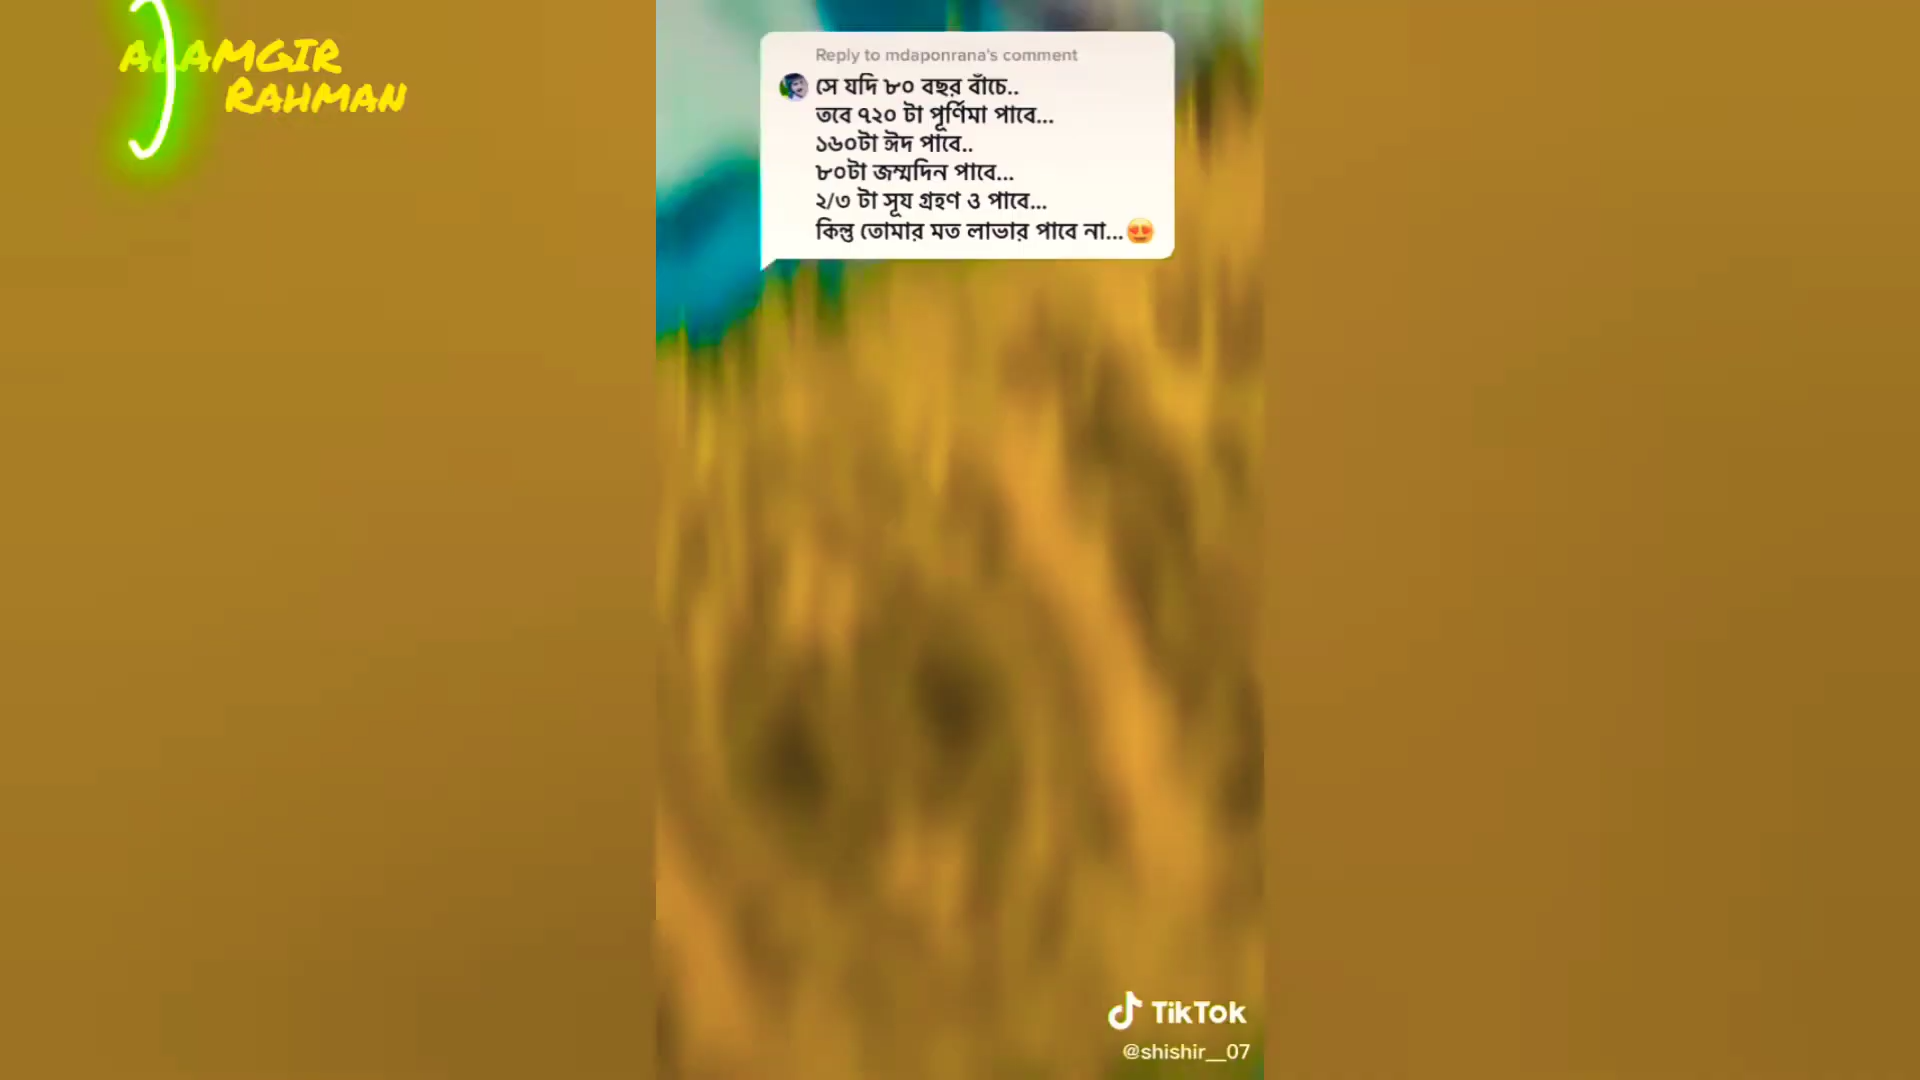 ALAMGIR
RAHMAN
Reply to mdaponrana's comment
সে যদি ৮০ বছর বাঁচে..
তবে ৭২০ টা পূর্ণিমা পাবে...
১৬০টা ঈদ পাবে..
৮০টা জম্মদিন পাবে...
২/৩ টা সূয গ্রহণ ও পাবে...
কিন্তু তোমার মত লাভার পাবে না...😍
TikTok
@shishir__07